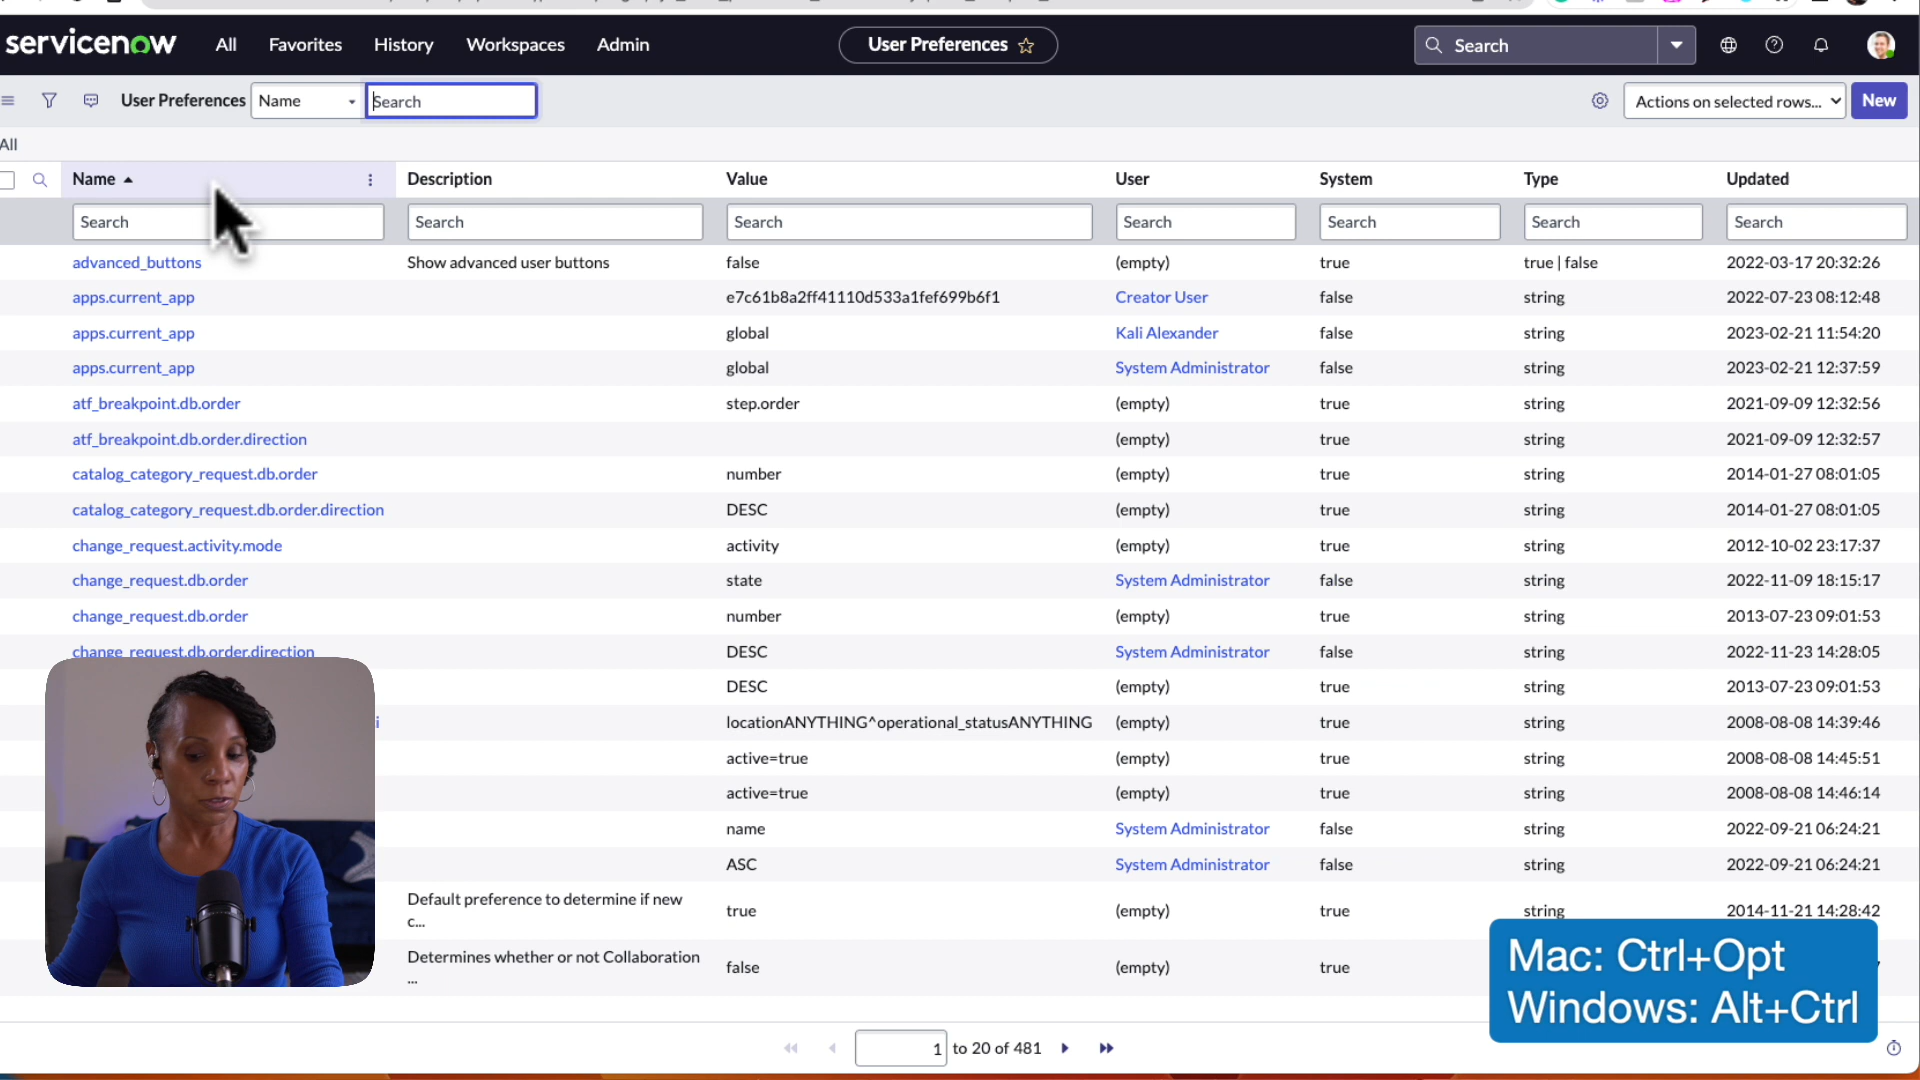 servicenow All Favorites History Workspaces Admin User Preferences Search
User Preferences Name Search Actions on selected rows... New
All
Name Description Value User System Type Updated
Search Search Search Search Search Search Search
advanced_buttons Show advanced user buttons false (empty) true true | false 2022-03-17 20:32:26
apps.current_app e7c61b8a2ff41110d533a1fef699b6f1 Creator User false string 2022-07-23 08:12:48
apps.current_app global Kali Alexander false string 2023-02-21 11:54:20
apps.current_app global System Administrator false string 2023-02-21 12:37:59
atf_breakpoint.db.order step.order (empty) true string 2021-09-09 12:32:56
atf_breakpoint.db.order.direction (empty) true string 2021-09-09 12:32:57
catalog_category_request.db.order number (empty) true string 2014-01-27 08:01:05
catalog_category_request.db.order.direction DESC (empty) true string 2014-01-27 08:01:05
change_request.activity.mode activity (empty) true string 2012-10-02 23:17:37
change_request.db.order state System Administrator false string 2022-11-09 18:15:17
change_request.db.order number (empty) true string 2013-07-23 09:01:53
change_request.db.order.direction DESC System Administrator false string 2022-11-23 14:28:05
DESC (empty) true string 2013-07-23 09:01:53
locationANYTHING^operational_statusANYTHING (empty) true string 2008-08-08 14:39:46
active=true (empty) true string 2008-08-08 14:45:51
active=true (empty) true string 2008-08-08 14:46:14
name System Administrator false string 2022-09-21 06:24:21
ASC System Administrator false string 2022-09-21 06:24:21
Default preference to determine if new
c... true (empty) true string 2014-11-21 14:28:42
Determines whether or not Collaboration
... false (empty) true
Mac: Ctrl+Opt
Windows: Alt+Ctrl
1 to 20 of 481